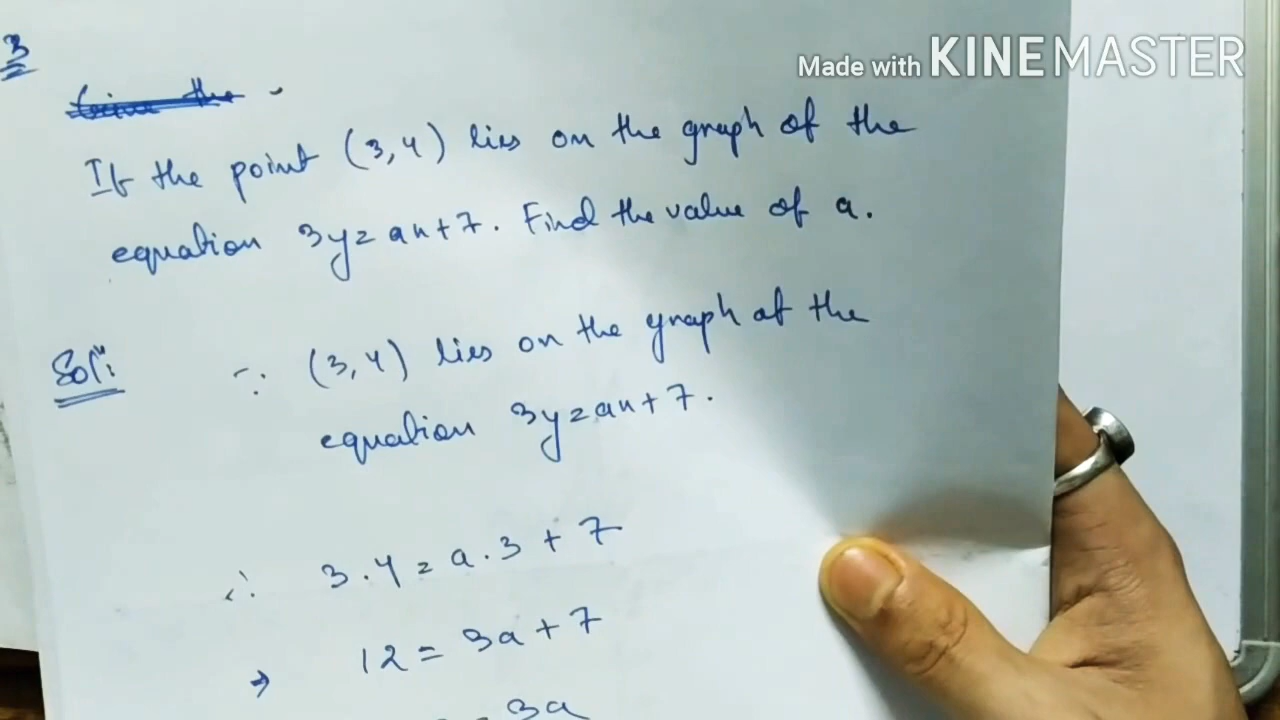 Made with KINEMASTER
3
If the point (3,4) lies on the graph of the
equation 3y = ax + 7. Find the value of a.
Solⁿ:
∵ (3,4) lies on the graph of the
equation 3y = ax + 7.
∴ 3.4 = a.3 + 7
⇒ 12 = 3a + 7
= 3a